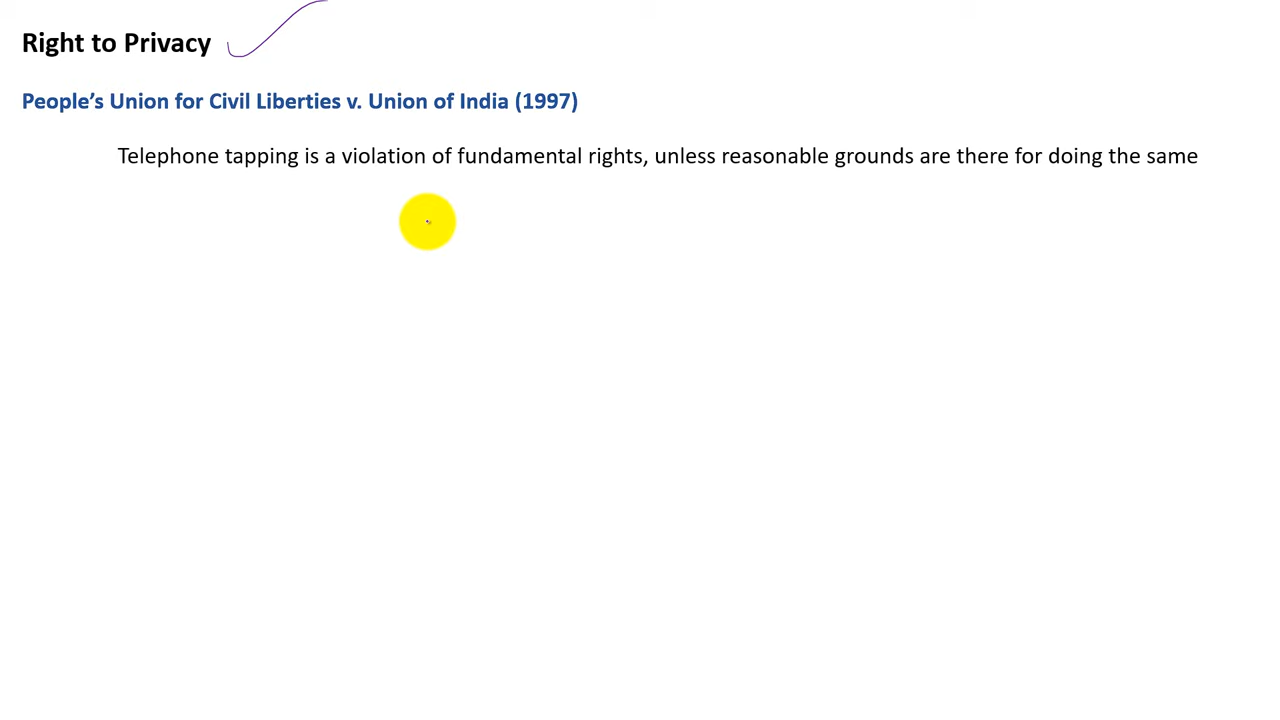 Right to Privacy
People’s Union for Civil Liberties v. Union of India (1997)
Telephone tapping is a violation of fundamental rights, unless reasonable grounds are there for doing the same